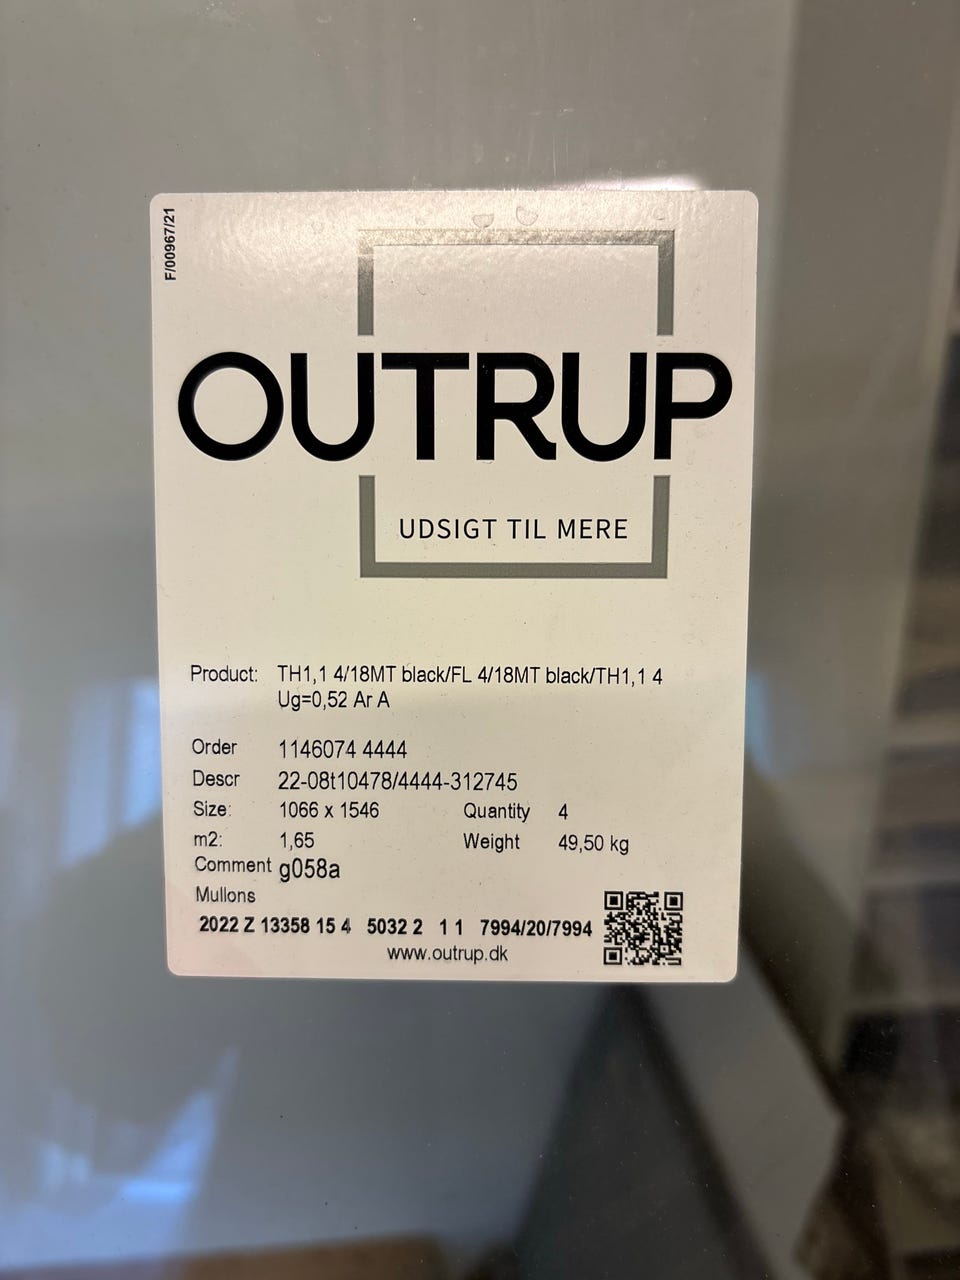 F/00967/21
OUTRUP
UDSIGT TIL MERE
Product: TH1,1 4/18MT black/FL 4/18MT black/TH1,1 4
Ug=0,52 Ar A
Order 1146074 4444
Descr 22-08t10478/4444-312745
Size: 1066 x 1546 Quantity 4
m2: 1,65 Weight 49,50 kg
Comment g058a
Mullons
2022 Z 13358 15 4 5032 2 1 1 7994/20/7994
www.outrup.dk